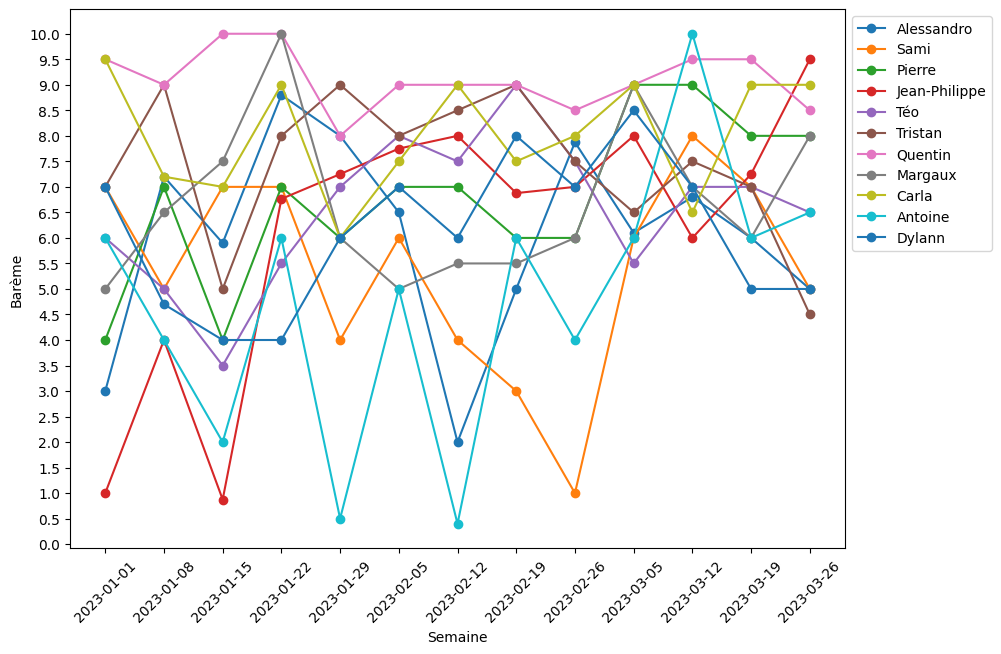 10.0
9.5
9.0
8.5
8.0
7.5
7.0
6.5
6.0
5.5
5.0
4.5
4.0
3.5
3.0
2.5
2.0
1.5
1.0
0.5
0.0
Barème
2023-01-01
2023-01-08
2023-01-15
2023-01-22
2023-01-29
2023-02-05
2023-02-12
2023-02-19
2023-02-26
2023-03-05
2023-03-12
2023-03-19
2023-03-26
Semaine
Alessandro
Sami
Pierre
Jean-Philippe
Téo
Tristan
Quentin
Margaux
Carla
Antoine
Dylann